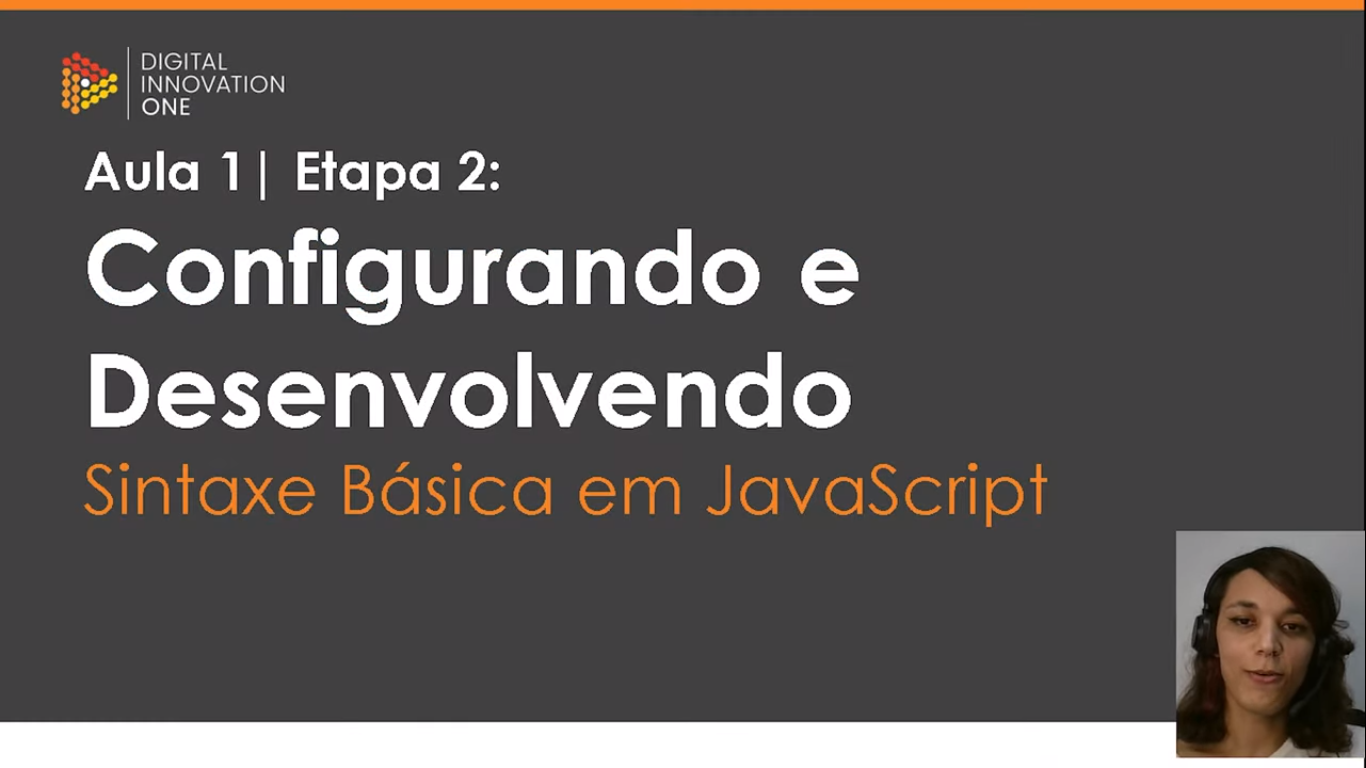 DIGITAL
INNOVATION
ONE
Aula 1| Etapa 2:
Configurando e
Desenvolvendo
Sintaxe Básica em JavaScript